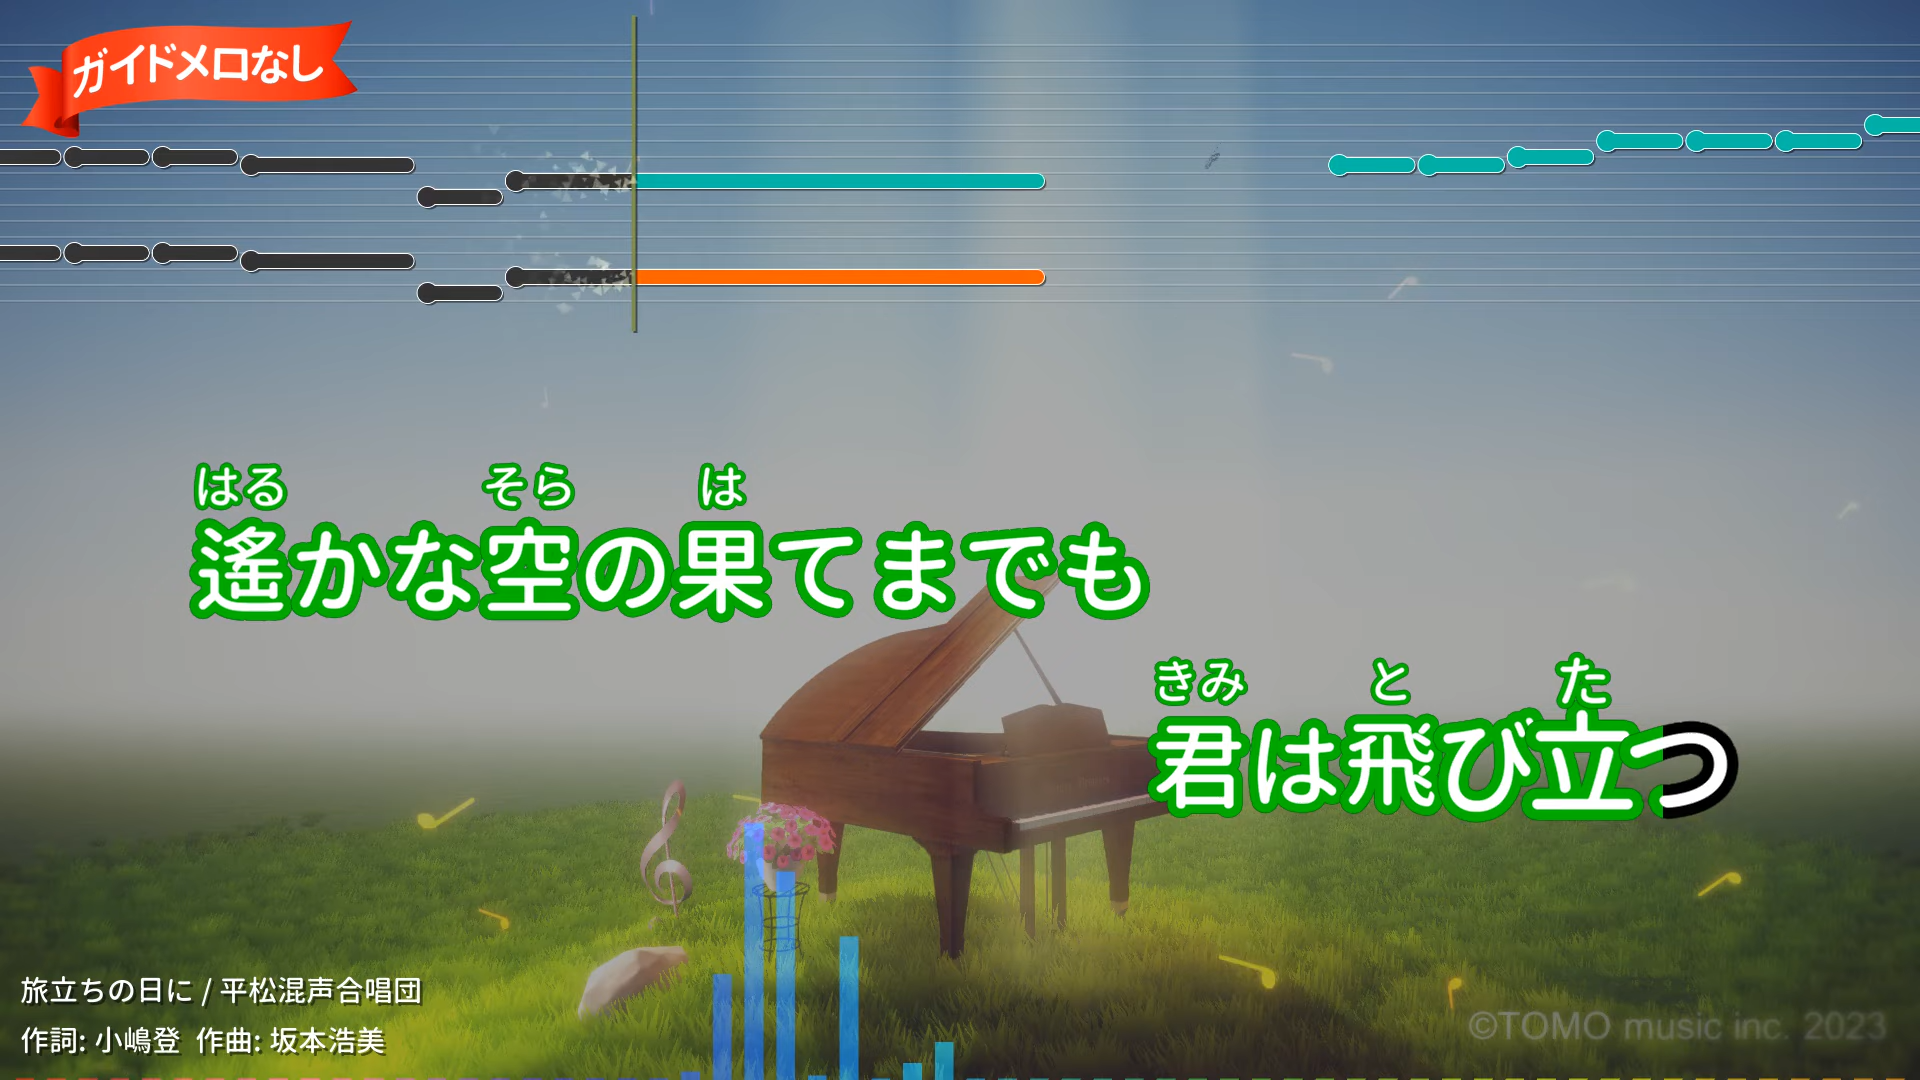 ガイドメロなし
はる そら は
遙かな空の果てまでも
きみ と た
君は飛び立つ
旅立ちの日に / 平松混声合唱団
作詞: 小嶋登 作曲: 坂本浩美
©TOMO music inc. 2023